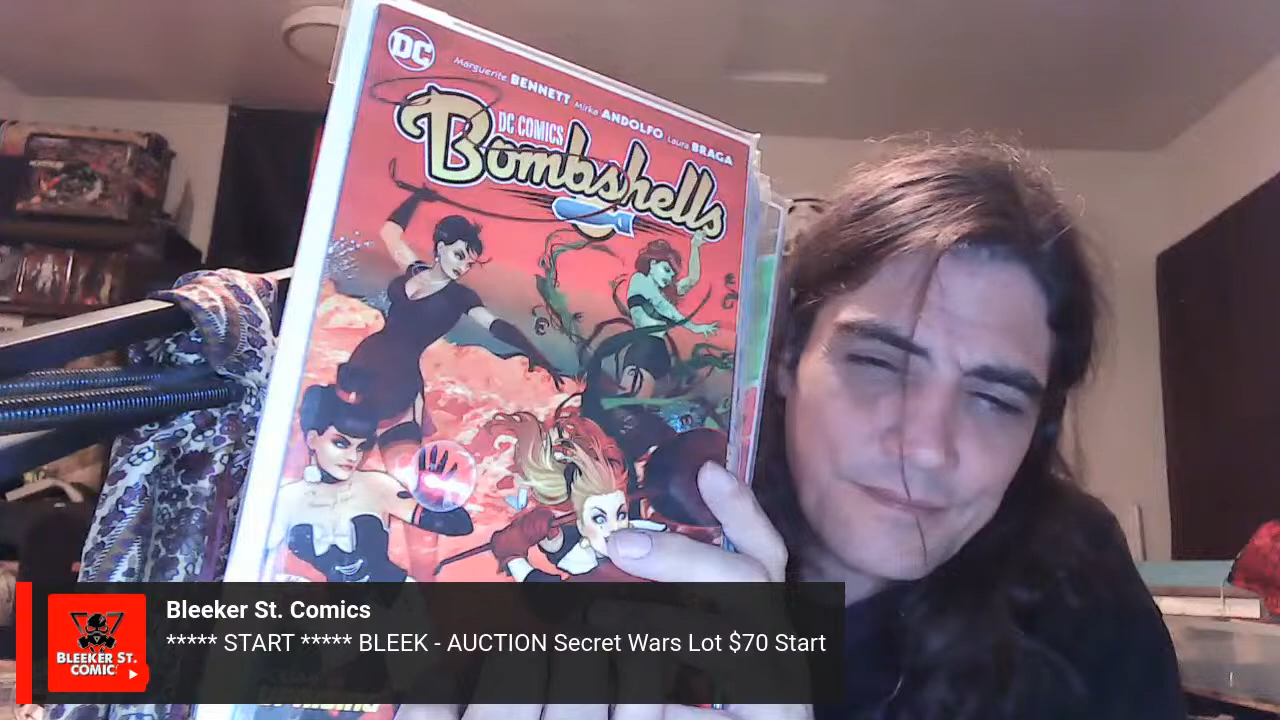 DC
Marguerite BENNETT Mirka ANDOLFO Laura BRAGA
DC COMICS
Bombshells
Bleeker St. Comics
***** START ***** BLEEK - AUCTION Secret Wars Lot $70 Start
BLEEKER ST.
COMIC